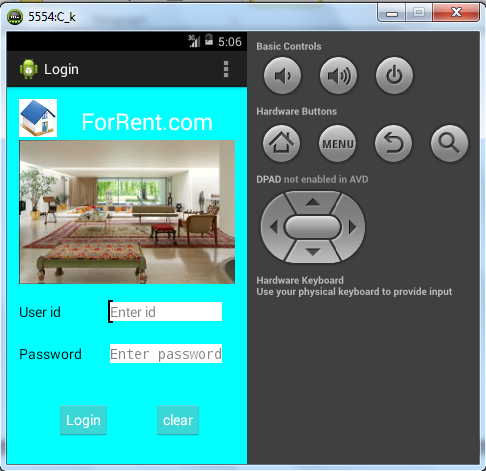 5554:C_k
3G 5:06
Login
ForRent.com
User id
Enter id
Password
Enter password
Login
clear
Basic Controls
Hardware Buttons
MENU
DPAD not enabled in AVD
Hardware Keyboard
Use your physical keyboard to provide input